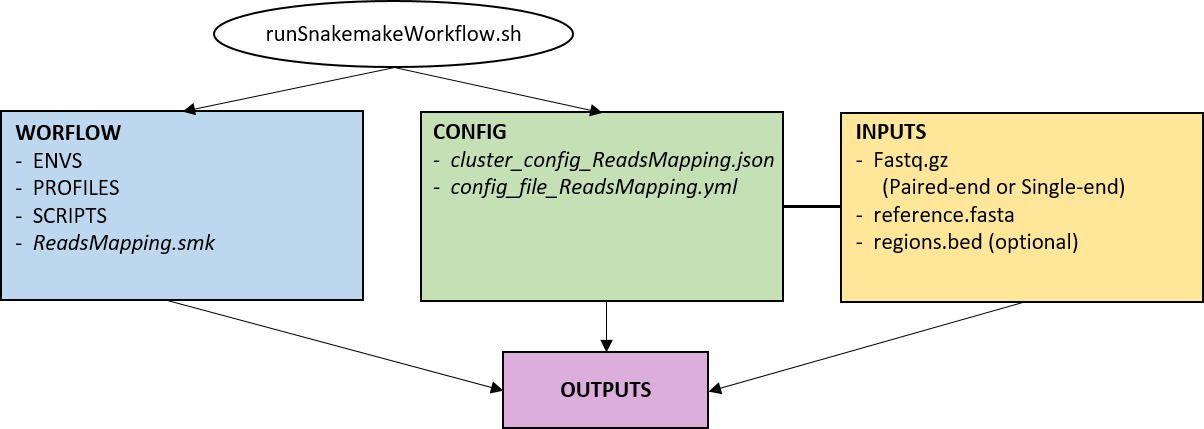 runSnakemakeWorkflow.sh
WORFLOW
- ENVS
- PROFILES
- SCRIPTS
- ReadsMapping.smk
CONFIG
- cluster_config_ReadsMapping.json
- config_file_ReadsMapping.yml
INPUTS
- Fastq.gz
(Paired-end or Single-end)
- reference.fasta
- regions.bed (optional)
OUTPUTS